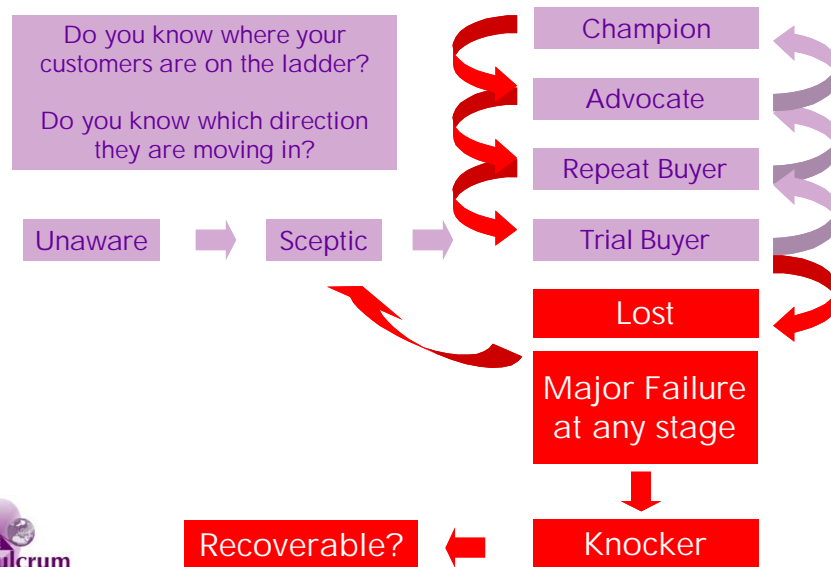 Do you know where your
customers are on the ladder?
Do you know which direction
they are moving in?
Champion
Advocate
Repeat Buyer
Unaware
Sceptic
Trial Buyer
Lost
Major Failure
at any stage
Knocker
Recoverable?
ulcrum